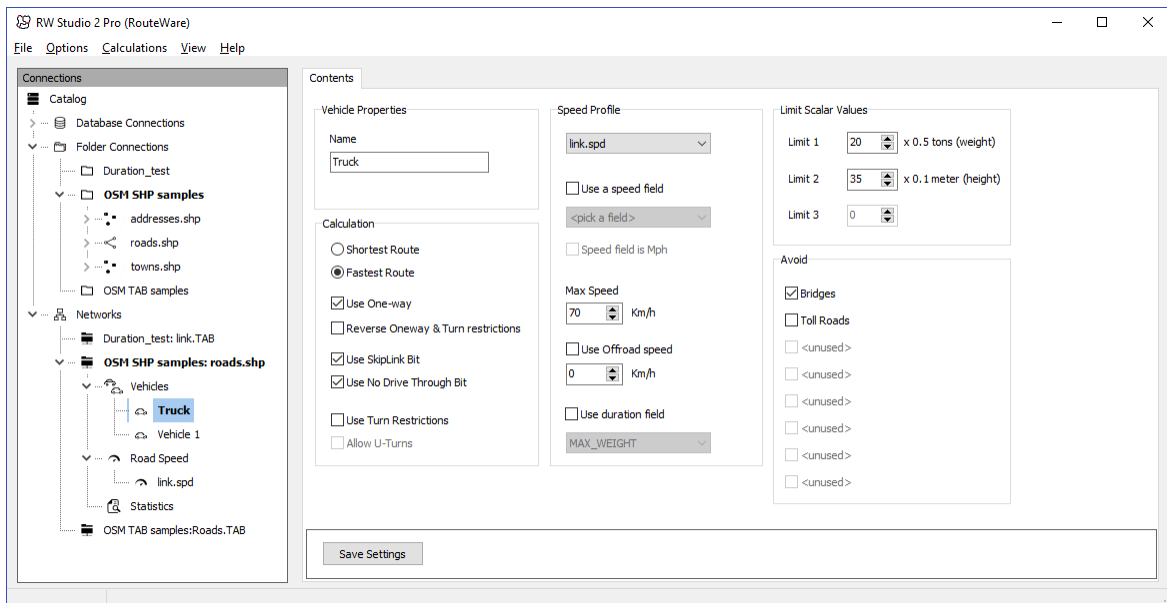 RW Studio 2 Pro (RouteWare)
File Options Calculations View Help
Connections
Catalog
Database Connections
Folder Connections
Duration_test
OSM SHP samples
addresses.shp
roads.shp
towns.shp
OSM TAB samples
Networks
Duration_test: link.TAB
OSM SHP samples: roads.shp
Vehicles
Truck
Vehicle 1
Road Speed
link.spd
Statistics
OSM TAB samples:Roads.TAB
Contents
Vehicle Properties
Name
Truck
Calculation
Shortest Route
Fastest Route
Use One-way
Reverse Oneway & Turn restrictions
Use SkipLink Bit
Use No Drive Through Bit
Use Turn Restrictions
Allow U-Turns
Speed Profile
link.spd
Use a speed field
<pick a field>
Speed field is Mph
Max Speed
70 Km/h
Use Offroad speed
0 Km/h
Use duration field
MAX_WEIGHT
Limit Scalar Values
Limit 1 20 x 0.5 tons (weight)
Limit 2 35 x 0.1 meter (height)
Limit 3 0
Avoid
Bridges
Toll Roads
<unused>
<unused>
<unused>
<unused>
<unused>
<unused>
Save Settings